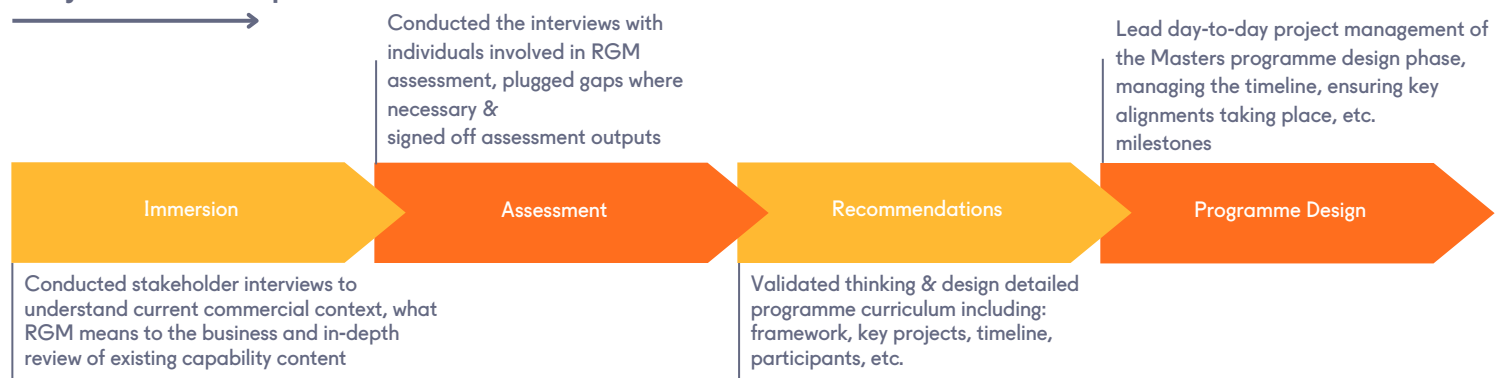 Conducted the interviews with
individuals involved in RGM
assessment, plugged gaps where
necessary &
signed off assessment outputs
Lead day-to-day project management of
the Masters programme design phase,
managing the timeline, ensuring key
alignments taking place, etc.
milestones
Immersion
Assessment
Recommendations
Programme Design
Conducted stakeholder interviews to
understand current commercial context, what
RGM means to the business and in-depth
review of existing capability content
Validated thinking & design detailed
programme curriculum including:
framework, key projects, timeline,
participants, etc.